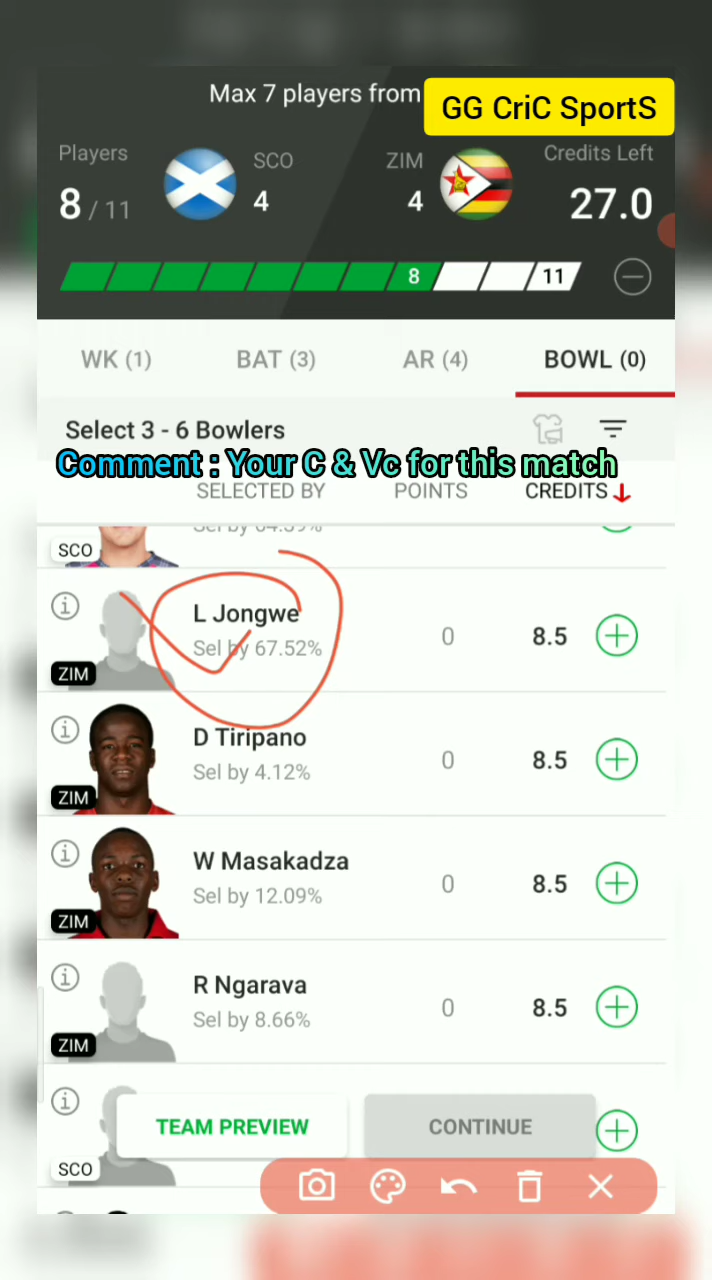 Max 7 players from
GG CriC SportS
Players
SCO
ZIM
Credits Left
8 / 11
4
4
27.0
8
11
WK (1)
BAT (3)
AR (4)
BOWL (0)
Select 3 - 6 Bowlers
Comment : Your C & Vc for this match
SELECTED BY
POINTS
CREDITS
SCO
L Jongwe
Sel by 67.52%
0
8.5
ZIM
D Tiripano
Sel by 4.12%
0
8.5
ZIM
W Masakadza
Sel by 12.09%
0
8.5
ZIM
R Ngarava
Sel by 8.66%
0
8.5
ZIM
TEAM PREVIEW
CONTINUE
SCO